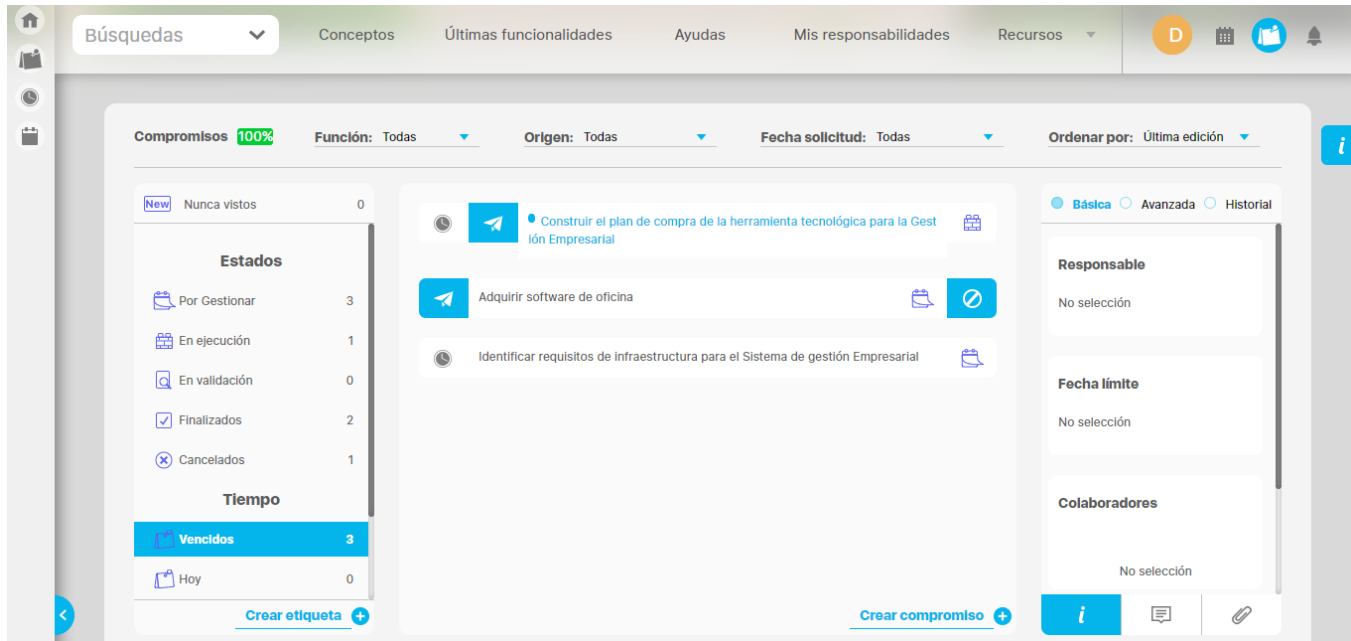 Búsquedas
Conceptos
Últimas funcionalidades
Ayudas
Mis responsabilidades
Recursos
D
Compromisos 100%
Función: Todas
Origen: Todas
Fecha solicitud: Todas
Ordenar por: Última edición
i
New Nunca vistos 0
Estados
Por Gestionar 3
En ejecución 1
En validación 0
Finalizados 2
Cancelados 1
Tiempo
Vencidos 3
Hoy 0
Crear etiqueta +
Construir el plan de compra de la herramienta tecnológica para la Gest
ión Empresarial
Adquirir software de oficina
Identificar requisitos de infraestructura para el Sistema de gestión Empresarial
Crear compromiso +
Básica Avanzada Historial
Responsable
No selección
Fecha límite
No selección
Colaboradores
No selección
i